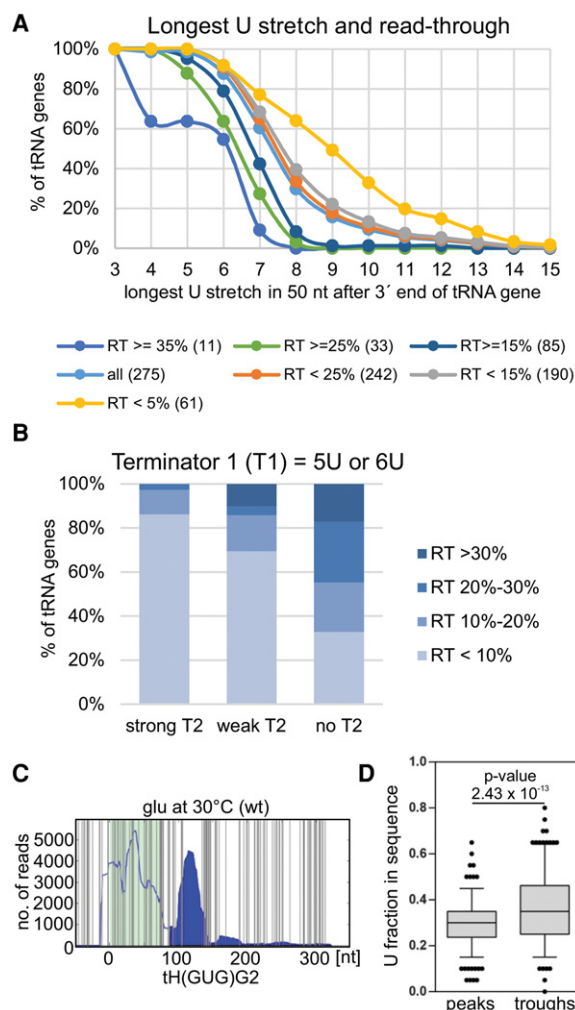 A
Longest U stretch and read-through
% of tRNA genes
100%
80%
60%
40%
20%
0%
3 4 5 6 7 8 9 10 11 12 13 14 15
longest U stretch in 50 nt after 3´ end of tRNA gene
RT >= 35% (11) RT >=25% (33) RT>=15% (85)
all (275) RT < 25% (242) RT < 15% (190)
RT < 5% (61)
B
Terminator 1 (T1) = 5U or 6U
% of tRNA genes
100%
80%
60%
40%
20%
0%
strong T2 weak T2 no T2
RT >30%
RT 20%-30%
RT 10%-20%
RT < 10%
C
glu at 30°C (wt)
no. of reads
5000
4000
3000
2000
1000
0
0 100 200 300 [nt]
tH(GUG)G2
D
p-value
2.43 x 10⁻¹³
U fraction in sequence
1.0
0.8
0.6
0.4
0.2
0.0
peaks troughs